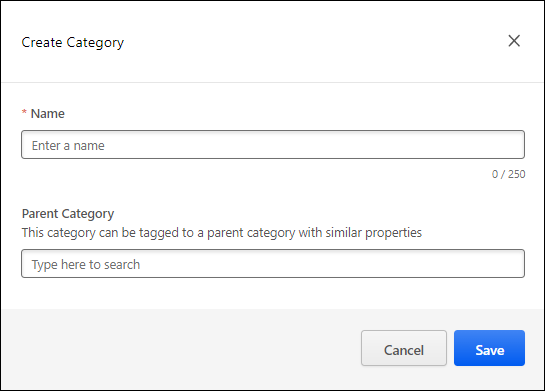 Create Category
* Name
Enter a name
0 / 250
Parent Category
This category can be tagged to a parent category with similar properties
Type here to search
Cancel Save